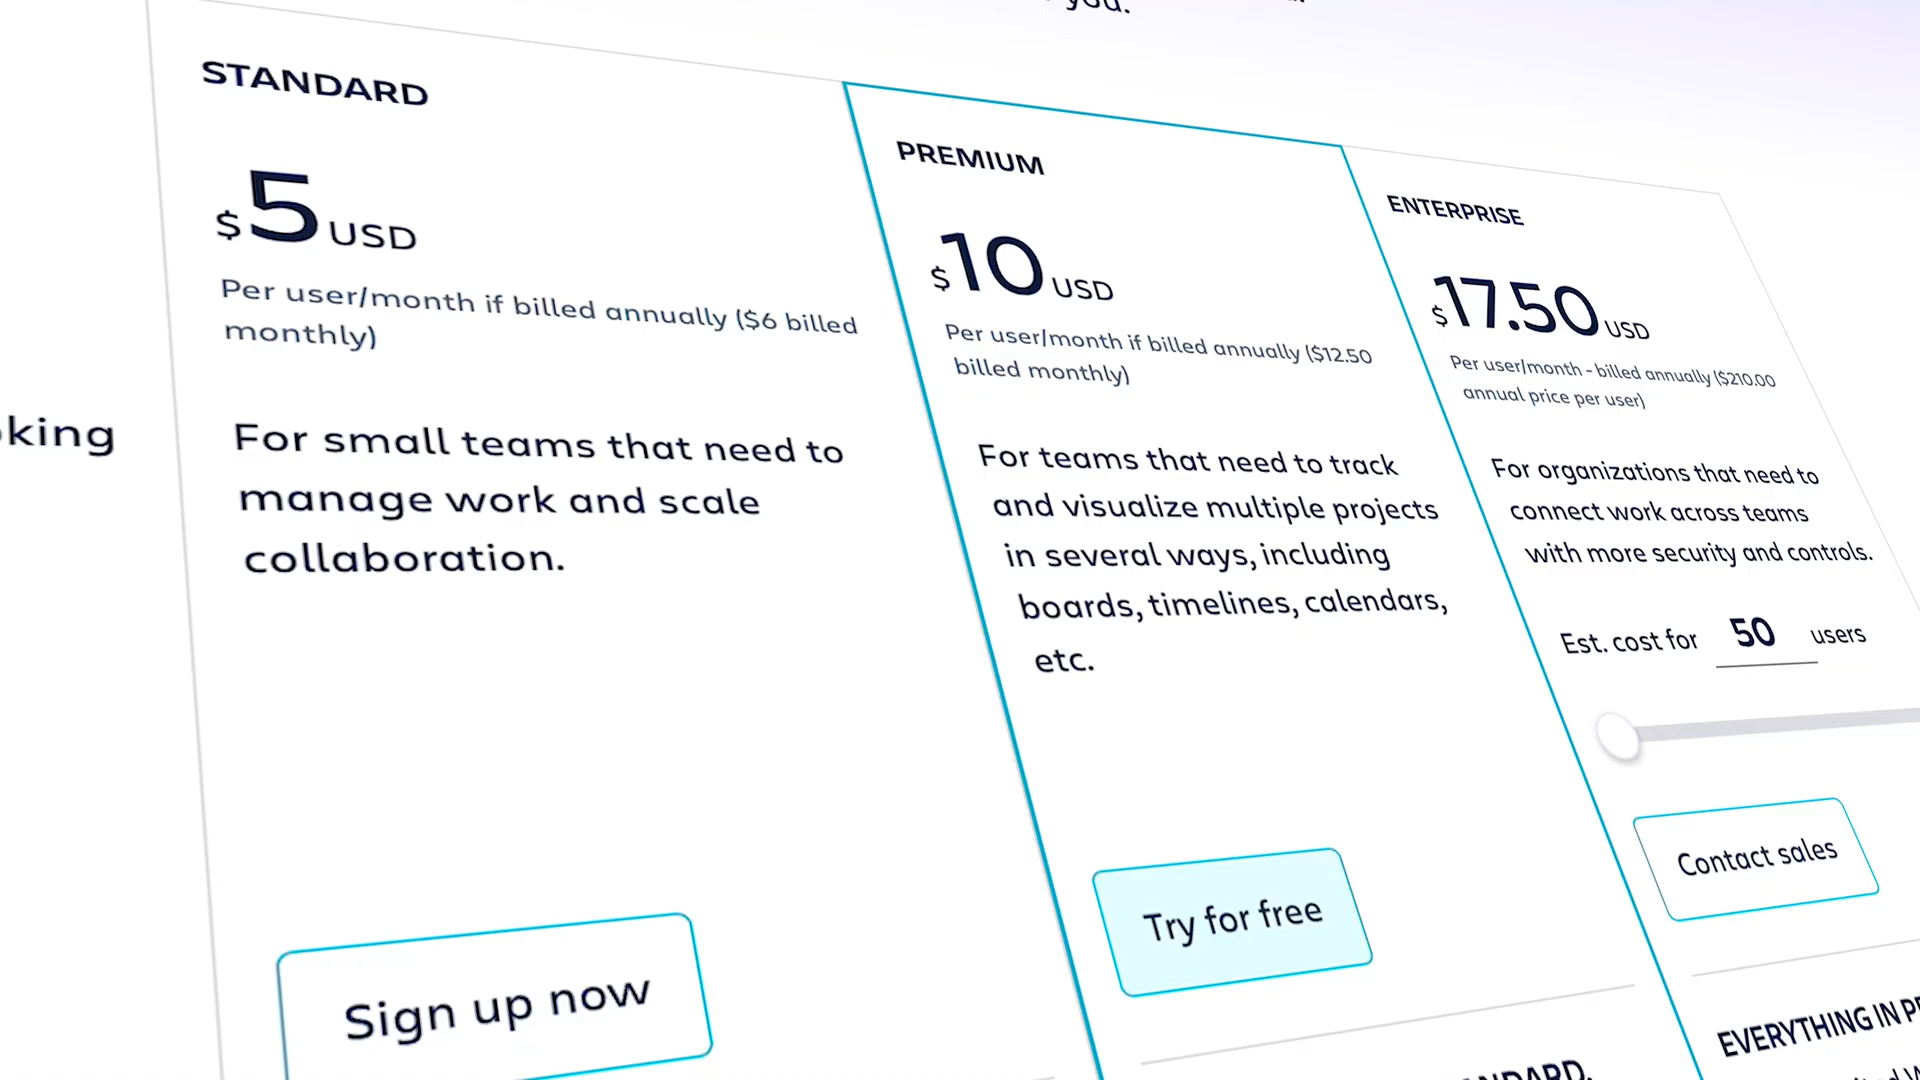 you.
STANDARD
$5 USD
Per user/month if billed annually ($6 billed
monthly)
For small teams that need to
manage work and scale
collaboration.
Sign up now
PREMIUM
$10 USD
Per user/month if billed annually ($12.50
billed monthly)
For teams that need to track
and visualize multiple projects
in several ways, including
boards, timelines, calendars,
etc.
Try for free
ENTERPRISE
$17.50 USD
Per user/month - billed annually ($210.00
annual price per user)
For organizations that need to
connect work across teams
with more security and controls.
Est. cost for 50 users
Contact sales
EVERYTHING IN